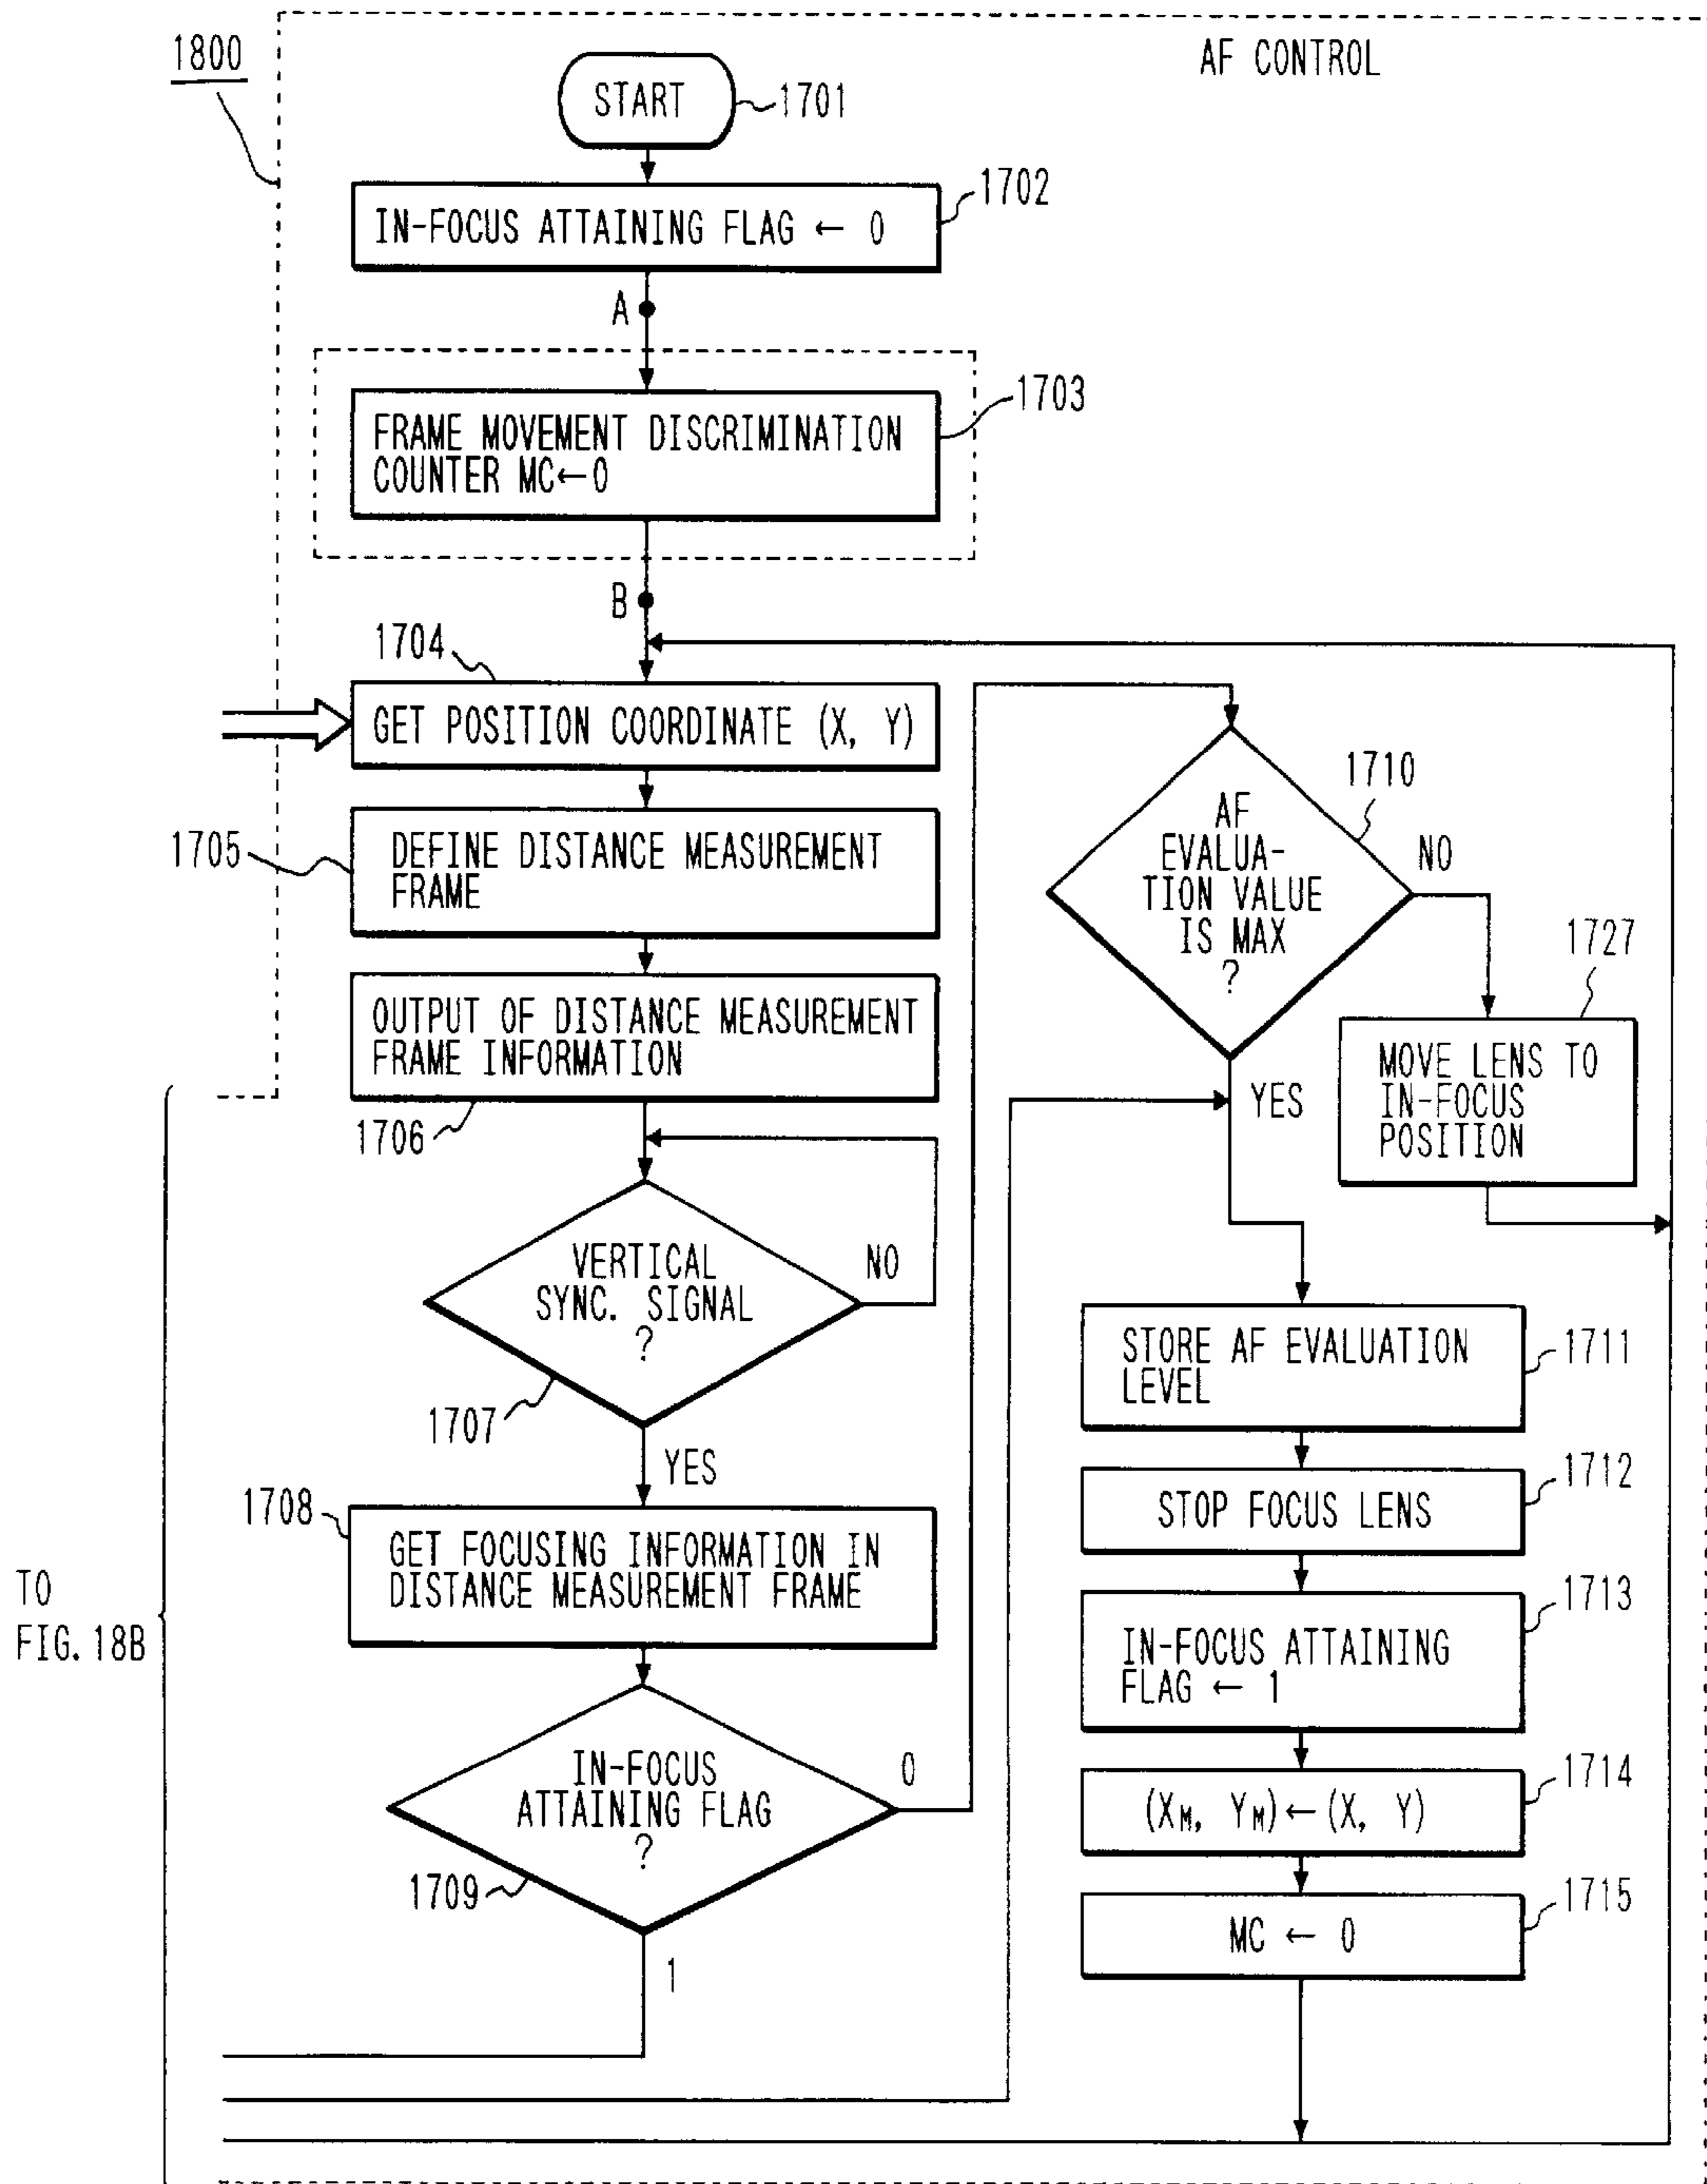 1800
AF CONTROL
START
1701
1702
IN-FOCUS ATTAINING FLAG ← 0
A
1703
FRAME MOVEMENT DISCRIMINATION
COUNTER MC←0
B
1704
GET POSITION COORDINATE (X, Y)
1705
DEFINE DISTANCE MEASUREMENT
FRAME
OUTPUT OF DISTANCE MEASUREMENT
FRAME INFORMATION
1706
VERTICAL
SYNC. SIGNAL
?
NO
1707
YES
1708
GET FOCUSING INFORMATION IN
DISTANCE MEASUREMENT FRAME
IN-FOCUS
ATTAINING FLAG
?
0
1709
1
TO
FIG. 18B
1710
AF
EVALUA-
TION VALUE
IS MAX
?
NO
1727
MOVE LENS TO
IN-FOCUS
POSITION
YES
STORE AF EVALUATION
LEVEL
1711
1712
STOP FOCUS LENS
1713
IN-FOCUS ATTAINING
FLAG ← 1
1714
(XM, YM)←(X, Y)
1715
MC ← 0